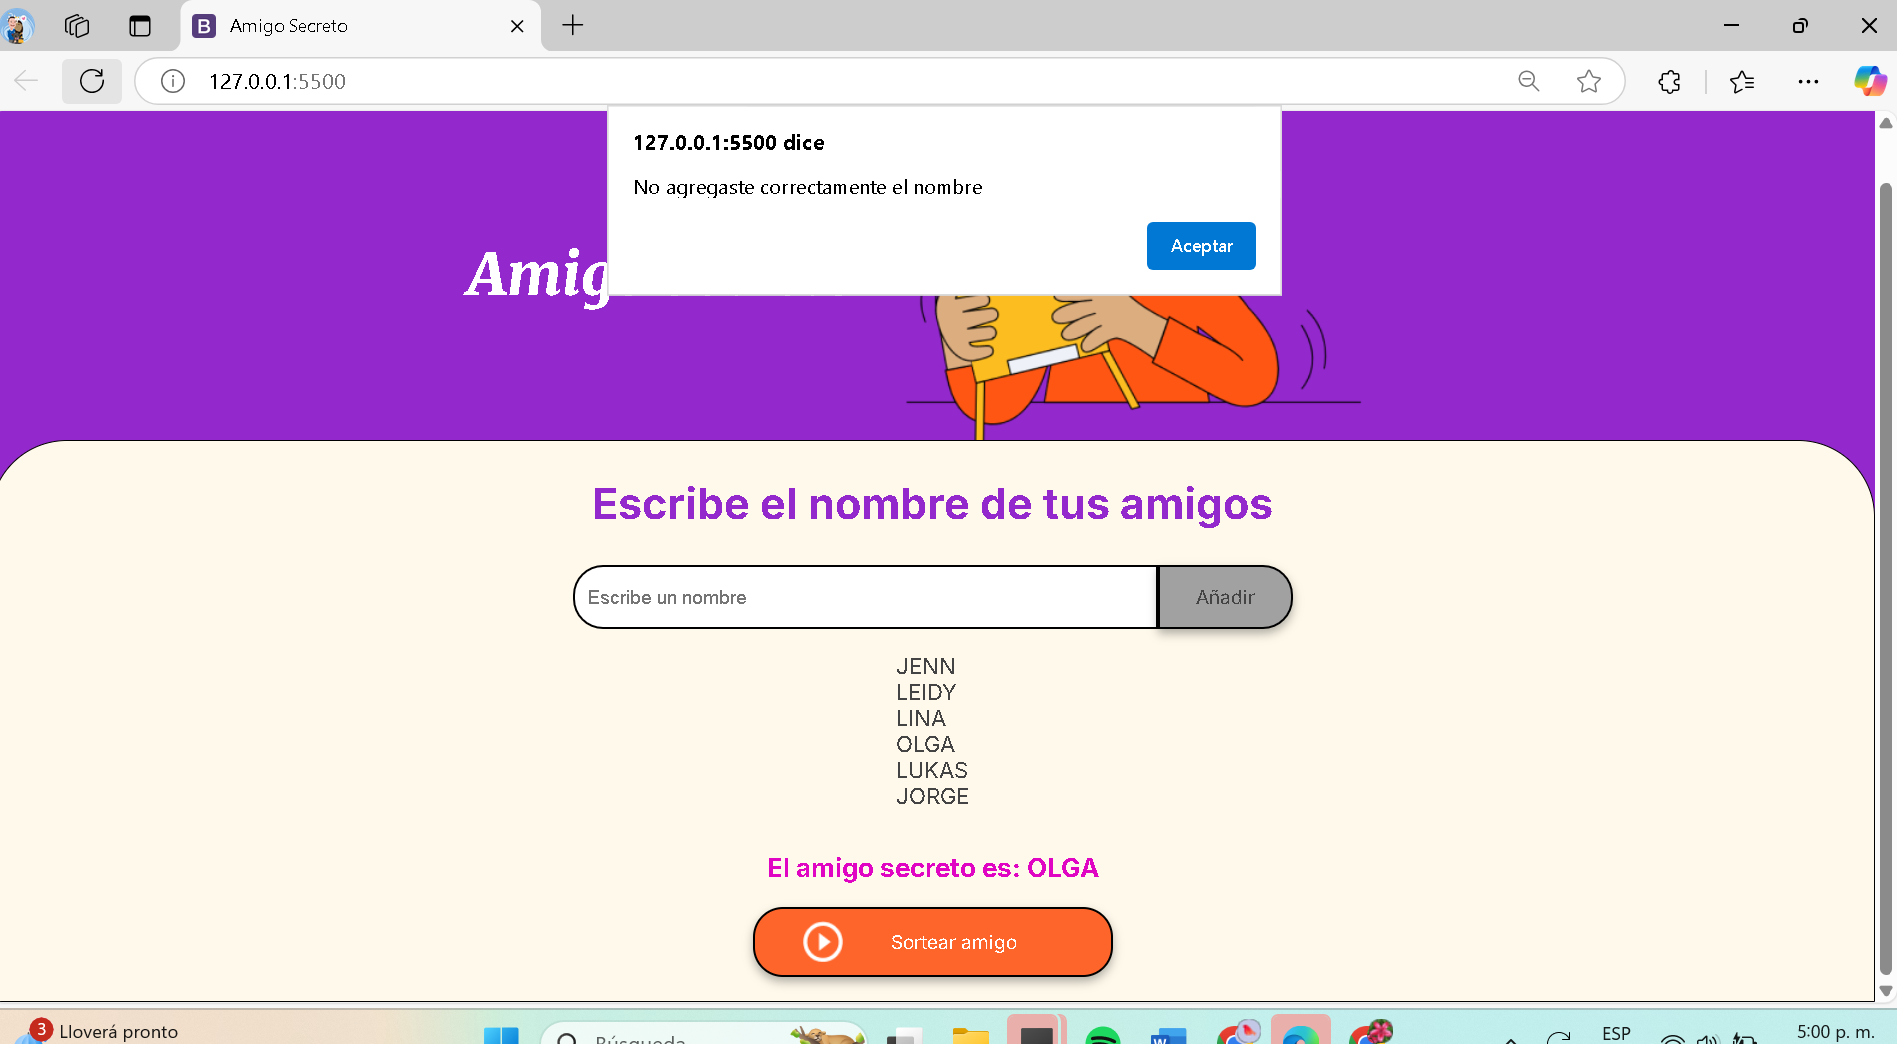 Amigo Secreto
127.0.0.1:5500
127.0.0.1:5500 dice
No agregaste correctamente el nombre
Aceptar
Escribe el nombre de tus amigos
Escribe un nombre
Añadir
JENN
LEIDY
LINA
OLGA
LUKAS
JORGE
El amigo secreto es: OLGA
Sortear amigo
3
Lloverá pronto
Búsqueda
ESP
5:00 p. m.